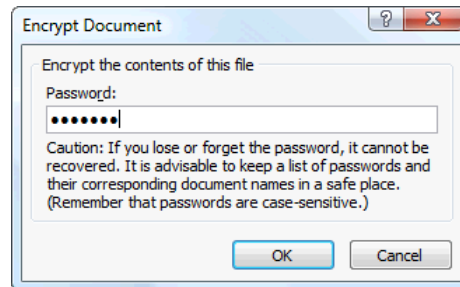 Encrypt Document
?
X
Encrypt the contents of this file
Password:
●●●●●●●
Caution: If you lose or forget the password, it cannot be
recovered. It is advisable to keep a list of passwords and
their corresponding document names in a safe place.
(Remember that passwords are case-sensitive.)
OK
Cancel